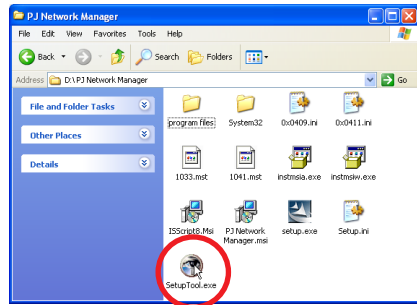 PJ Network Manager
File Edit View Favorites Tools Help
Back Search Folders
Address D:\PJ Network Manager Go
File and Folder Tasks
Other Places
Details
program files System32 0x0409.ini 0x0411.ini
1033.mst 1041.mst instmsia.exe instmsiw.exe
ISScript8.Msi PJ Network Manager.msi setup.exe Setup.ini
SetupTool.exe